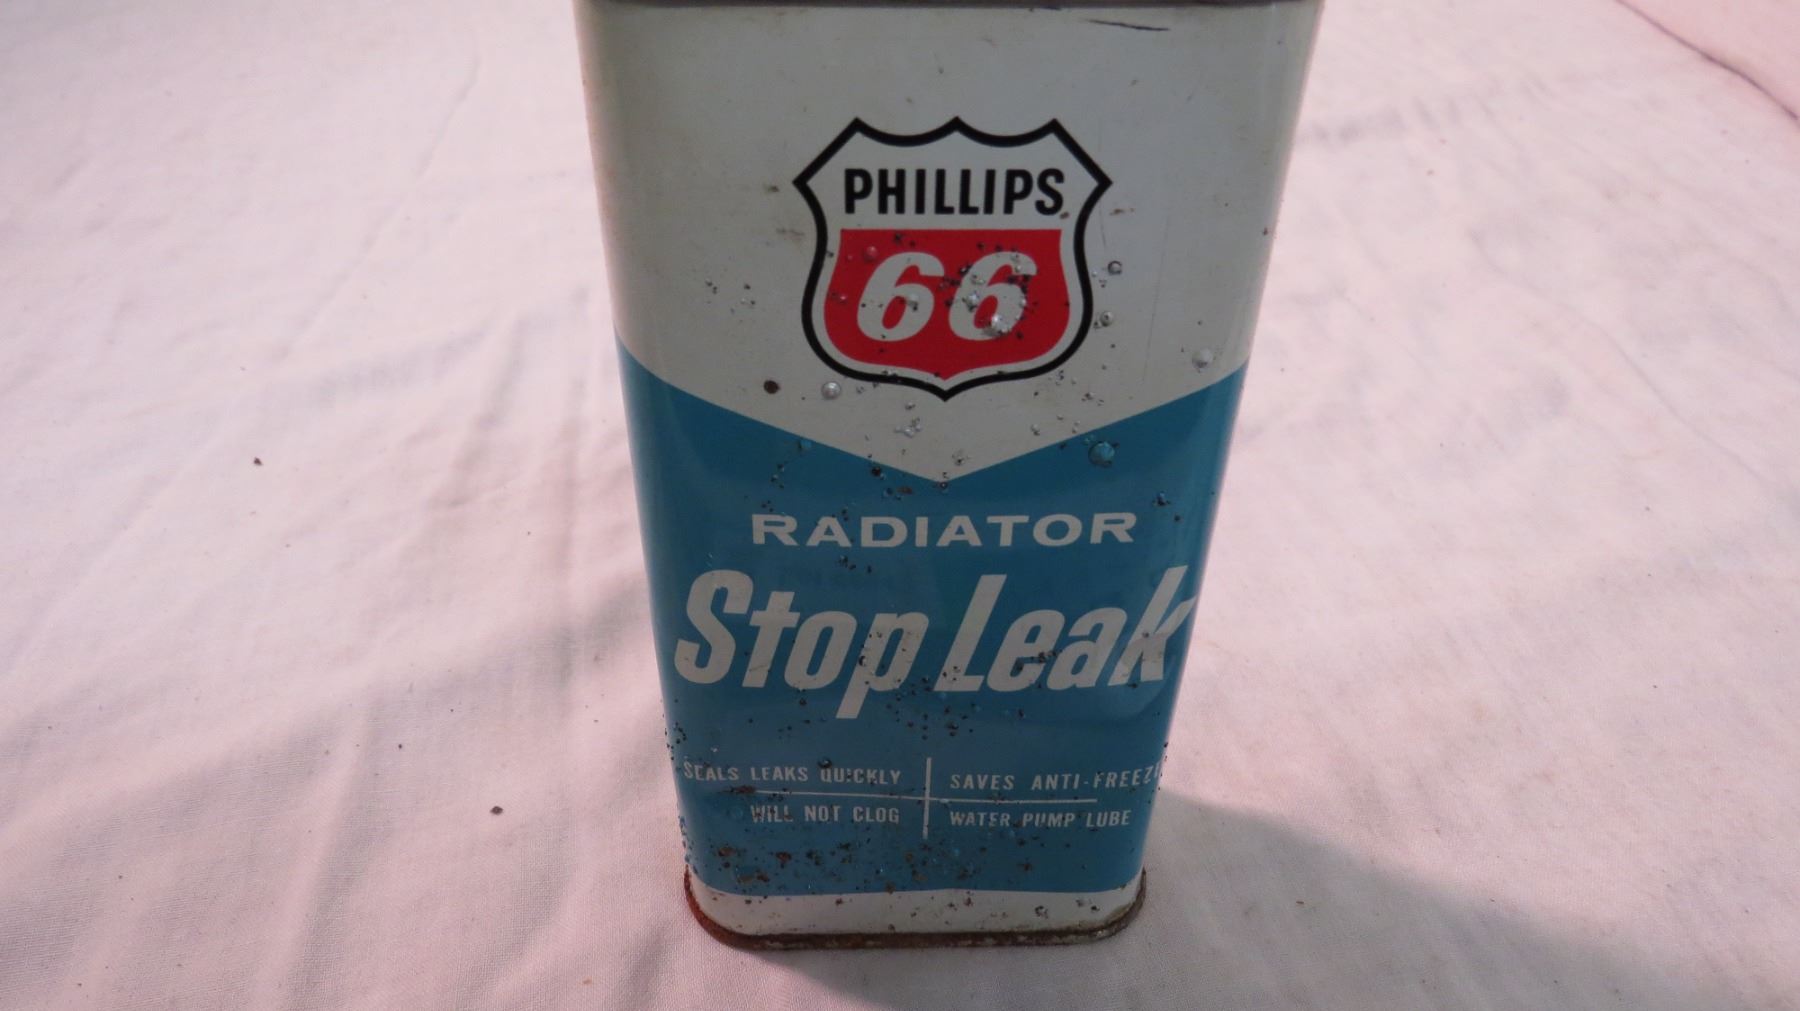 PHILLIPS
66
RADIATOR
Stop Leak
SEALS LEAKS QUICKLY
SAVES ANTI-FREEZE
WILL NOT CLOG
WATER PUMP LUBE